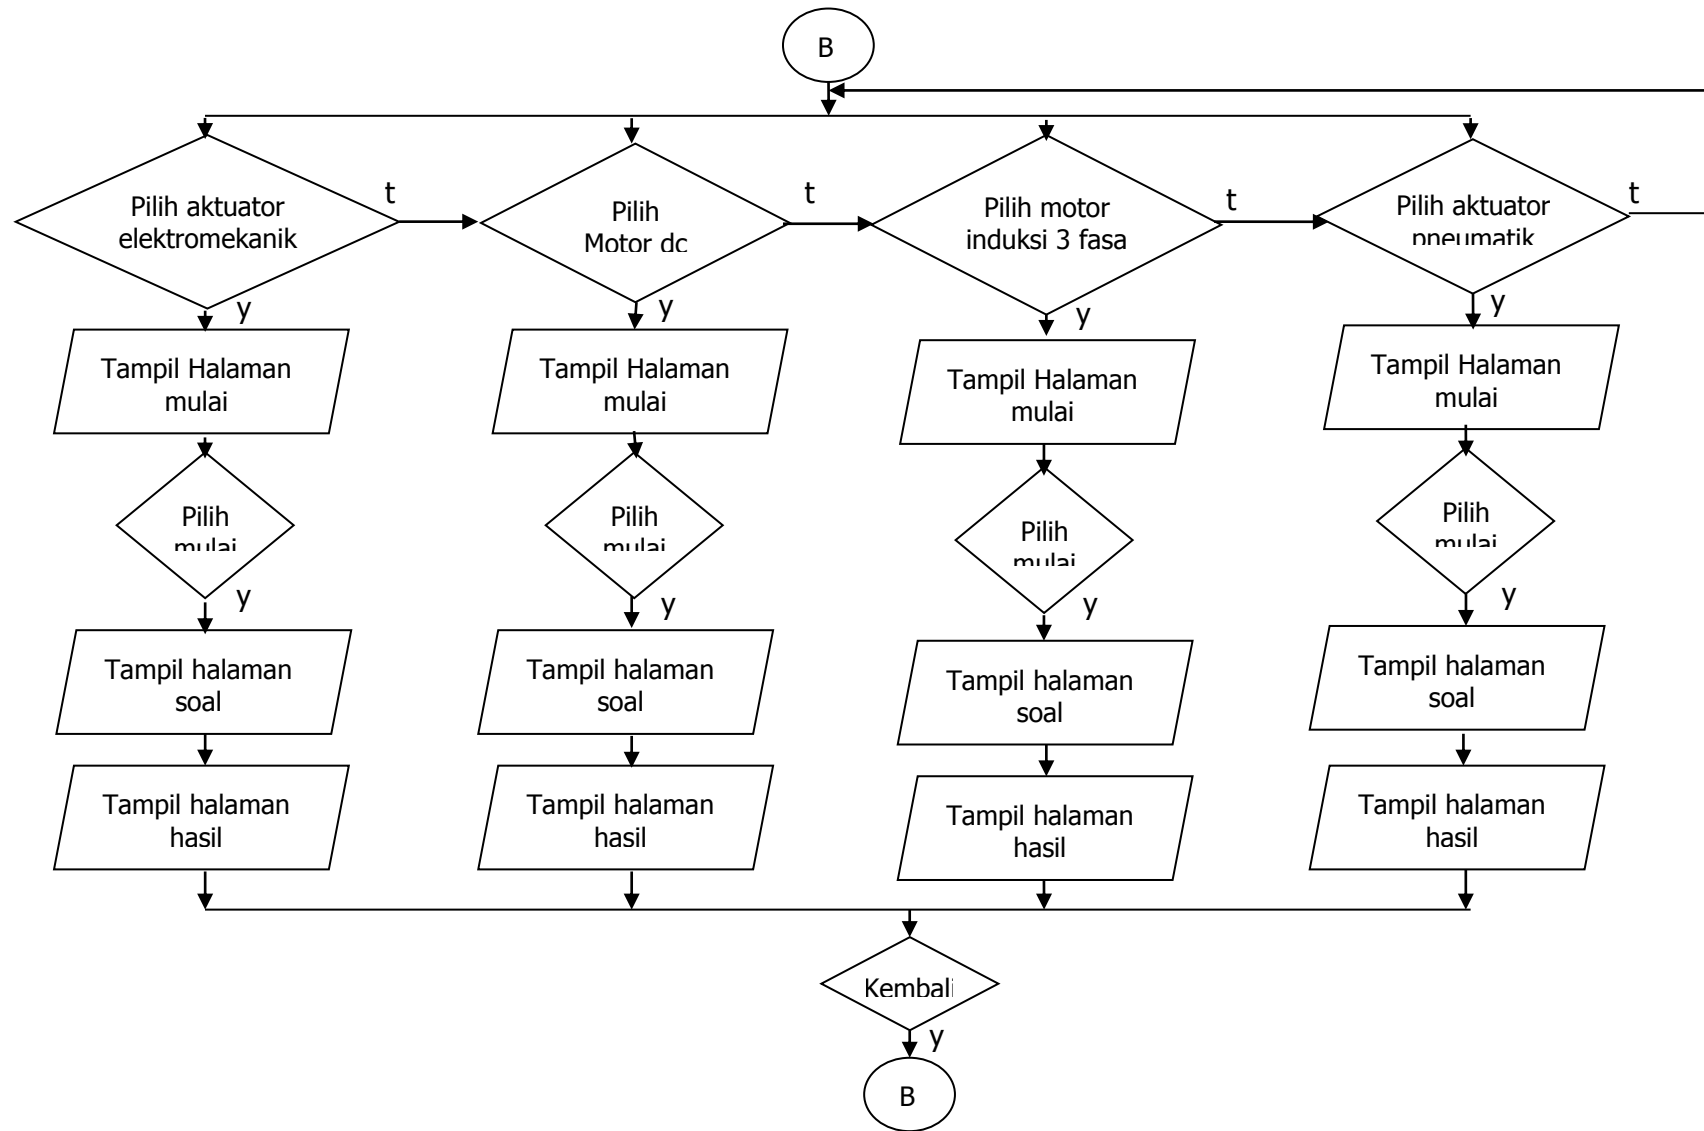 B
t
t
t
t
Pilih aktuator
elektromekanik
Pilih
Motor dc
Pilih motor
induksi 3 fasa
Pilih aktuator
pneumatik
y
y
y
y
Tampil Halaman
mulai
Tampil Halaman
mulai
Tampil Halaman
mulai
Tampil Halaman
mulai
Pilih
mulai
Pilih
mulai
Pilih
mulai
Pilih
mulai
y
y
y
y
Tampil halaman
soal
Tampil halaman
soal
Tampil halaman
soal
Tampil halaman
soal
Tampil halaman
hasil
Tampil halaman
hasil
Tampil halaman
hasil
Tampil halaman
hasil
Kembali
y
B